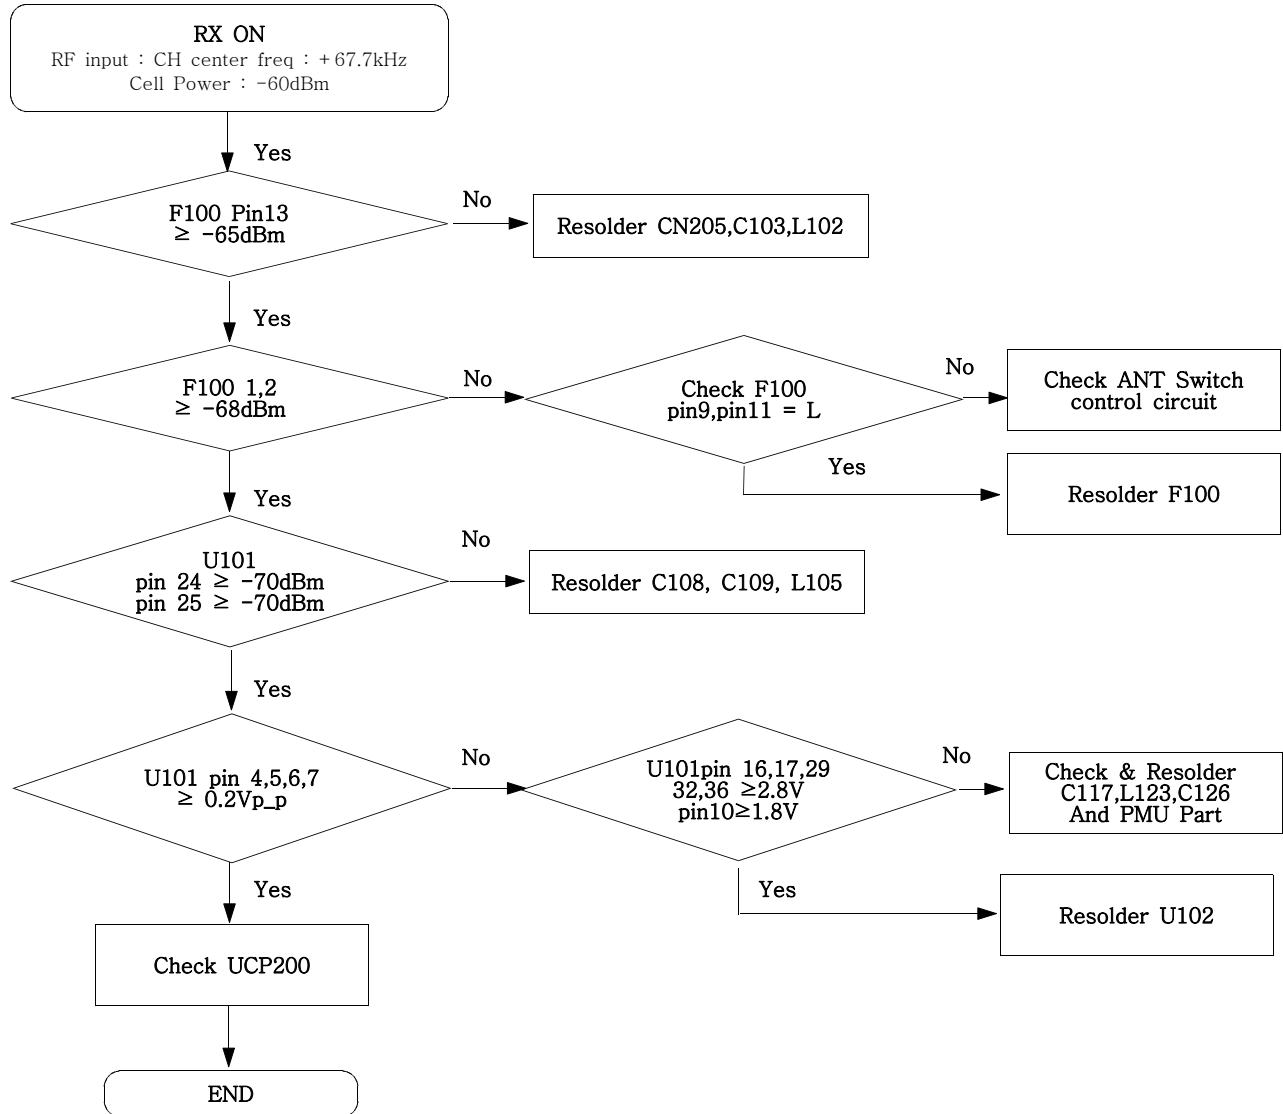 RX ON
RF input : CH center freq : +67.7kHz
Cell Power : -60dBm
Yes
F100 Pin13
≥ -65dBm
No
Resolder CN205,C103,L102
Yes
F100 1,2
≥ -68dBm
No
Check F100
pin9,pin11 = L
No
Check ANT Switch
control circuit
Yes
Resolder F100
Yes
U101
pin 24 ≥ -70dBm
pin 25 ≥ -70dBm
No
Resolder C108, C109, L105
Yes
U101 pin 4,5,6,7
≥ 0.2Vp_p
No
U101pin 16,17,29
32,36 ≥2.8V
pin10≥1.8V
No
Check & Resolder
C117,L123,C126
And PMU Part
Yes
Resolder U102
Yes
Check UCP200
END